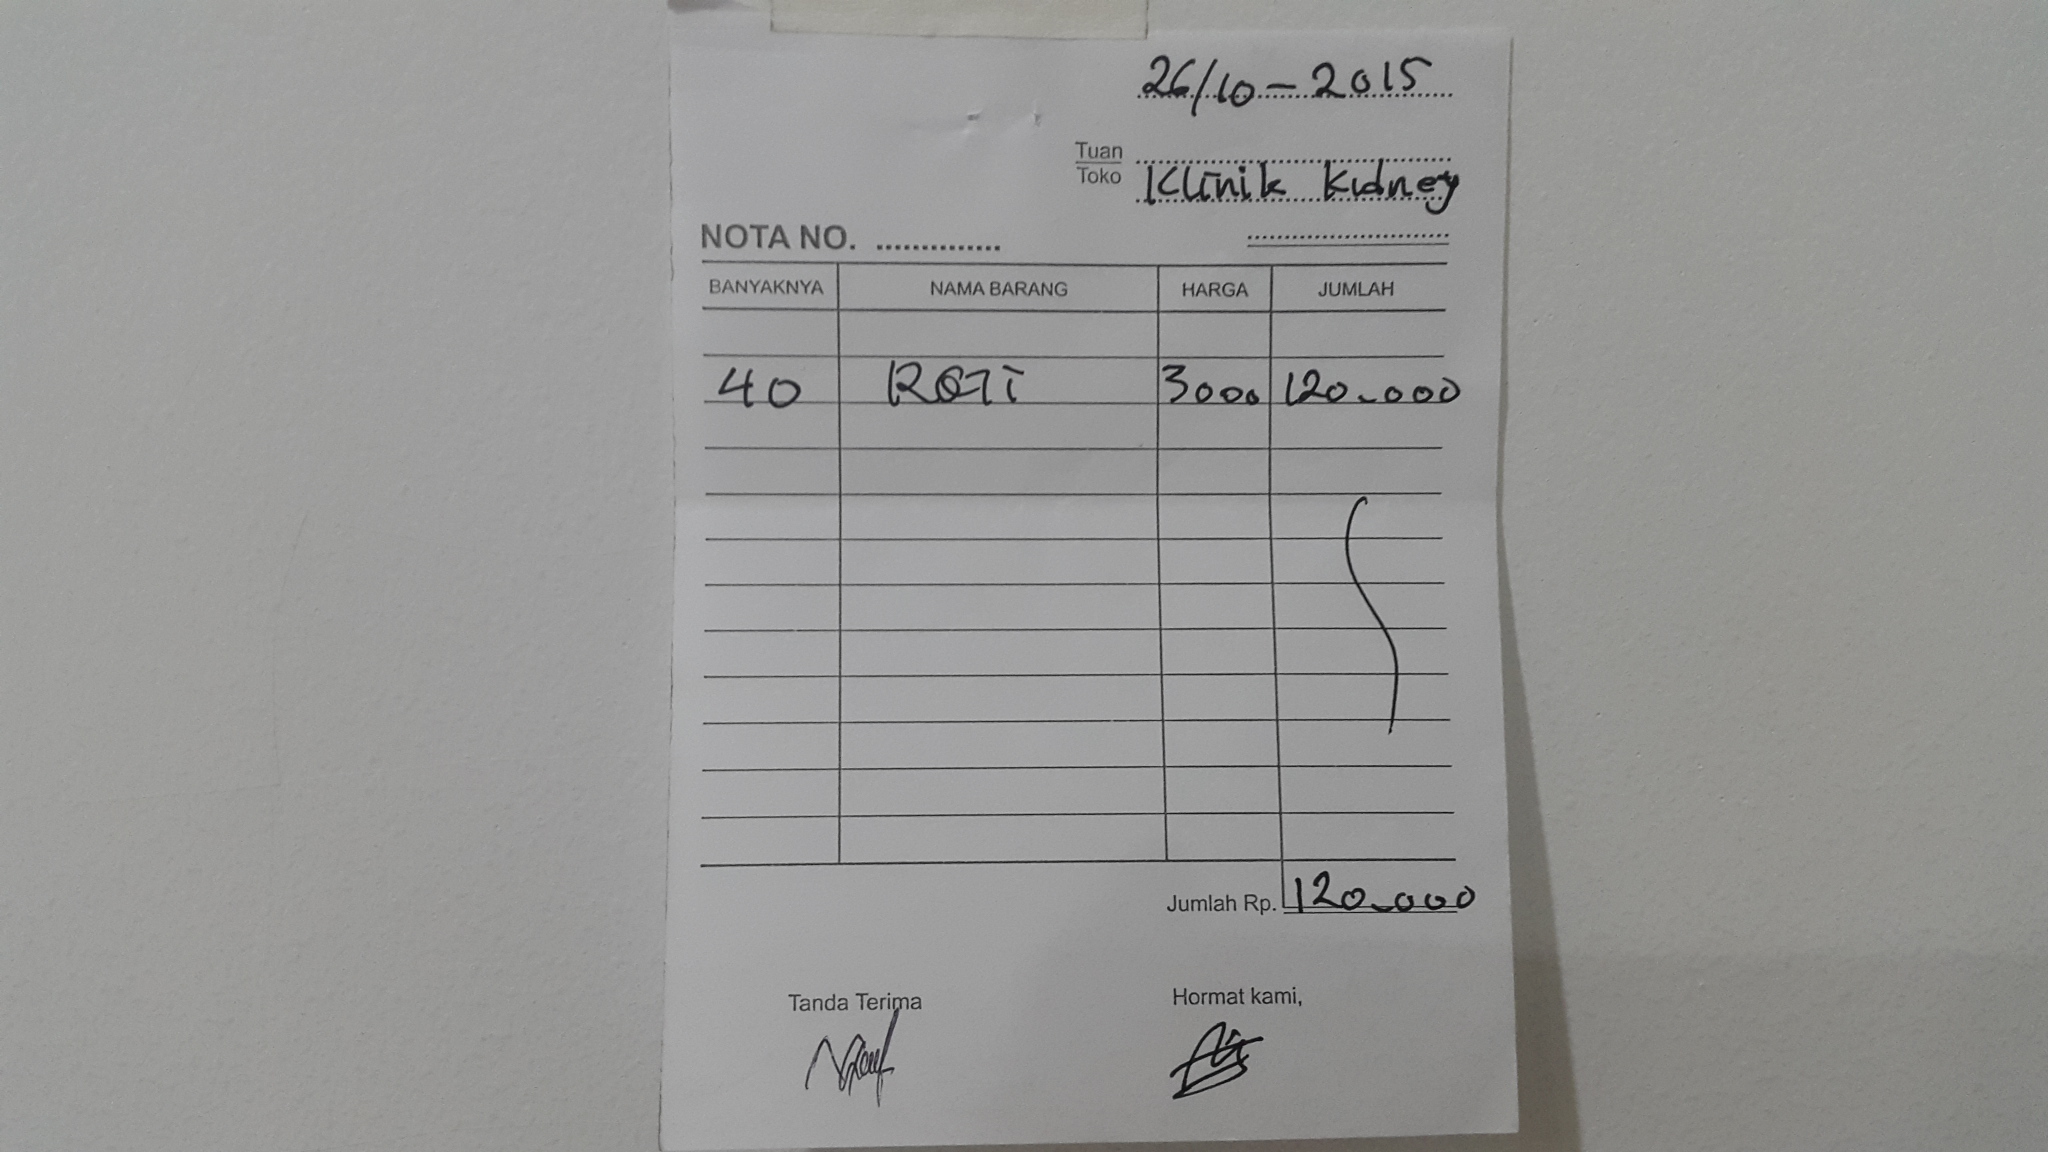 26/10-2015
Tuan
Toko Klinik Kidney
NOTA NO. ..............
BANYAKNYA NAMA BARANG HARGA JUMLAH
40 ROTI 3000 120.000
Jumlah Rp. 120.000
Tanda Terima Hormat kami,